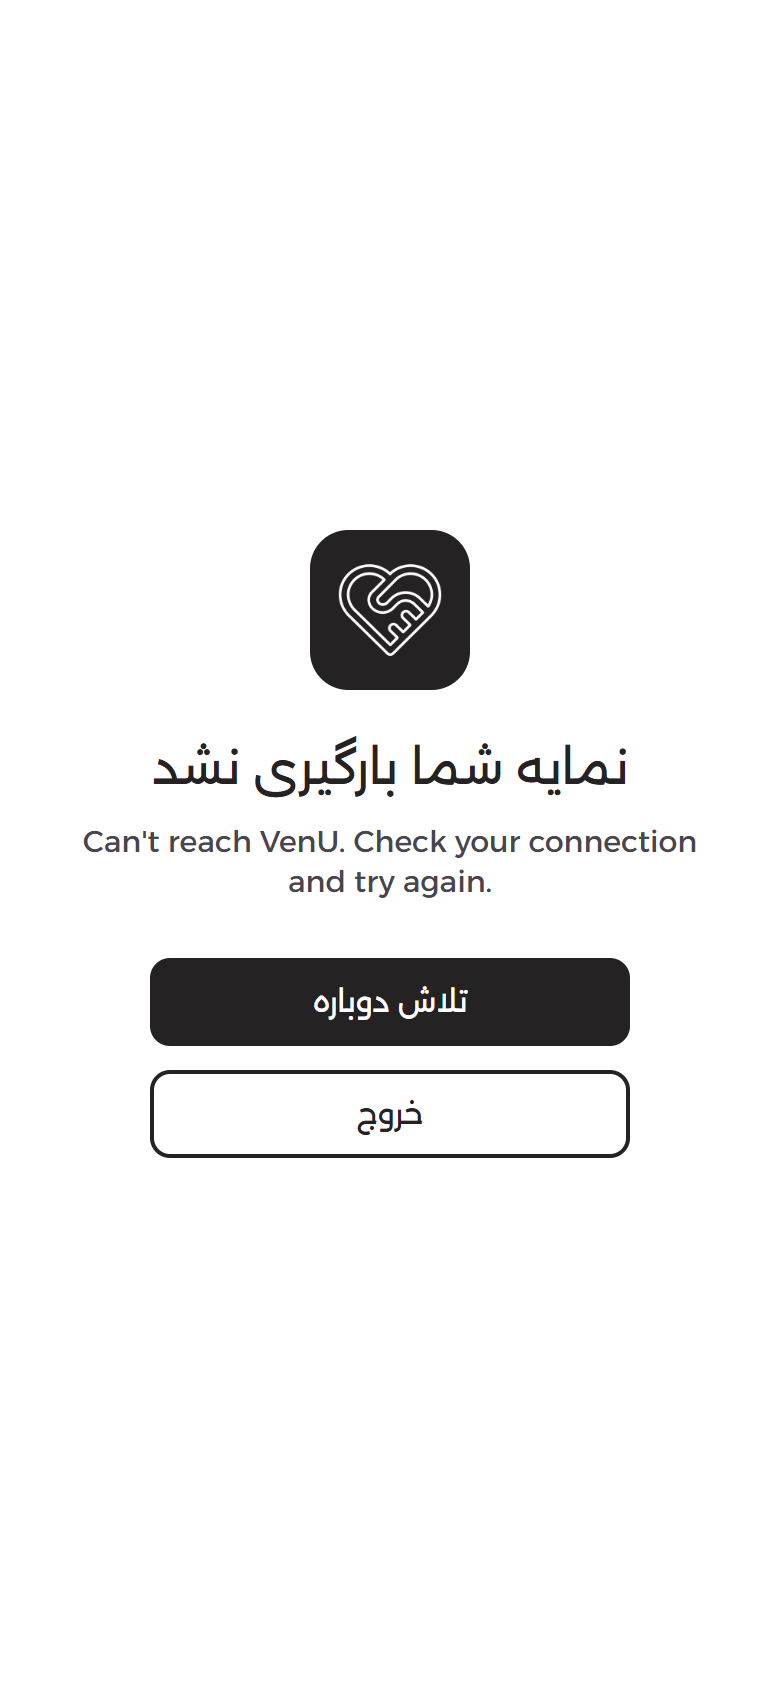 نمایه شما بارگیری نشد
Can't reach VenU. Check your connection
and try again.
تلاش دوباره
خروج